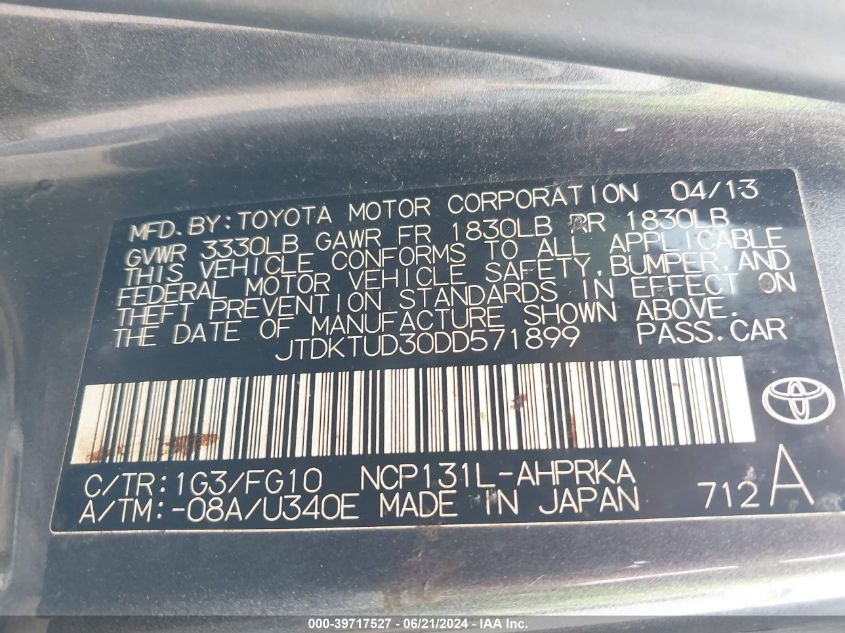 MFD.BY:TOYOTA MOTOR CORPORATION 04/13
GVWR 3330LB GAWR FR 1830LB RR 1830LB
THIS VEHICLE CONFORMS TO ALL APPLICABLE
FEDERAL MOTOR VEHICLE SAFETY,BUMPER,AND
THEFT PREVENTION STANDARDS IN EFFECT ON
THE DATE OF MANUFACTURE SHOWN ABOVE.
JTDKTUD30DD571899 PASS.CAR
C/TR:1G3/FG10 NCP131L-AHPRKA
A/TM:-08A/U340E MADE IN JAPAN 712A
000-39717527 - 06/21/2024 - IAA Inc.